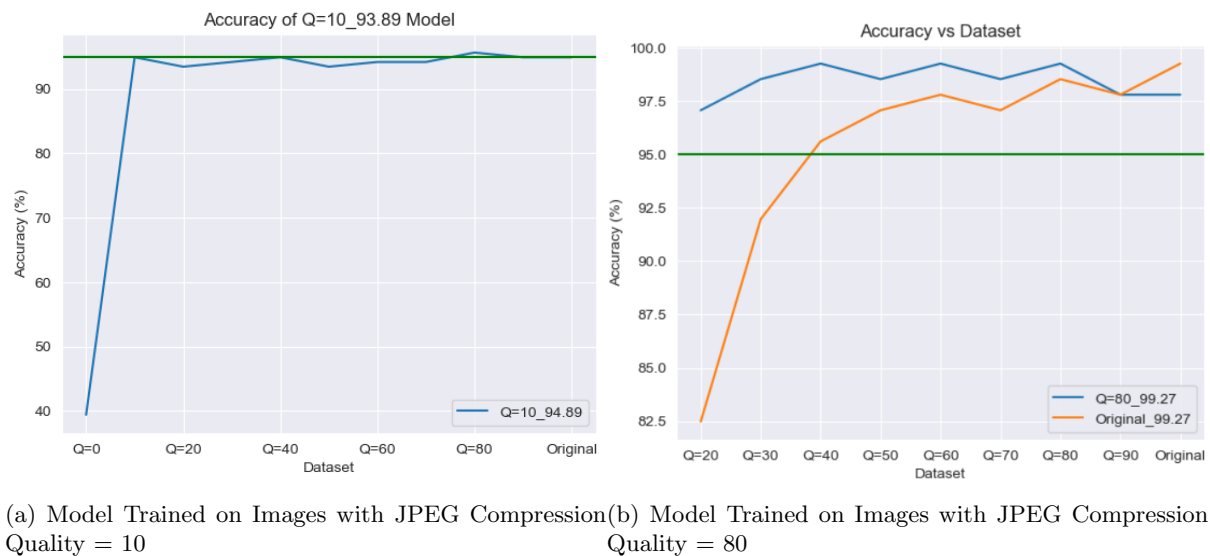 Accuracy of Q=10_93.89 Model
90
80
70
60
50
40
Accuracy (%)
Q=0 Q=20 Q=40 Q=60 Q=80 Original
Dataset
Q=10_94.89
Accuracy vs Dataset
100.0
97.5
95.0
92.5
90.0
87.5
85.0
82.5
Accuracy (%)
Q=20 Q=30 Q=40 Q=50 Q=60 Q=70 Q=80 Q=90 Original
Dataset
Q=80_99.27
Original_99.27
(a) Model Trained on Images with JPEG Compression
Quality = 10
(b) Model Trained on Images with JPEG Compression
Quality = 80